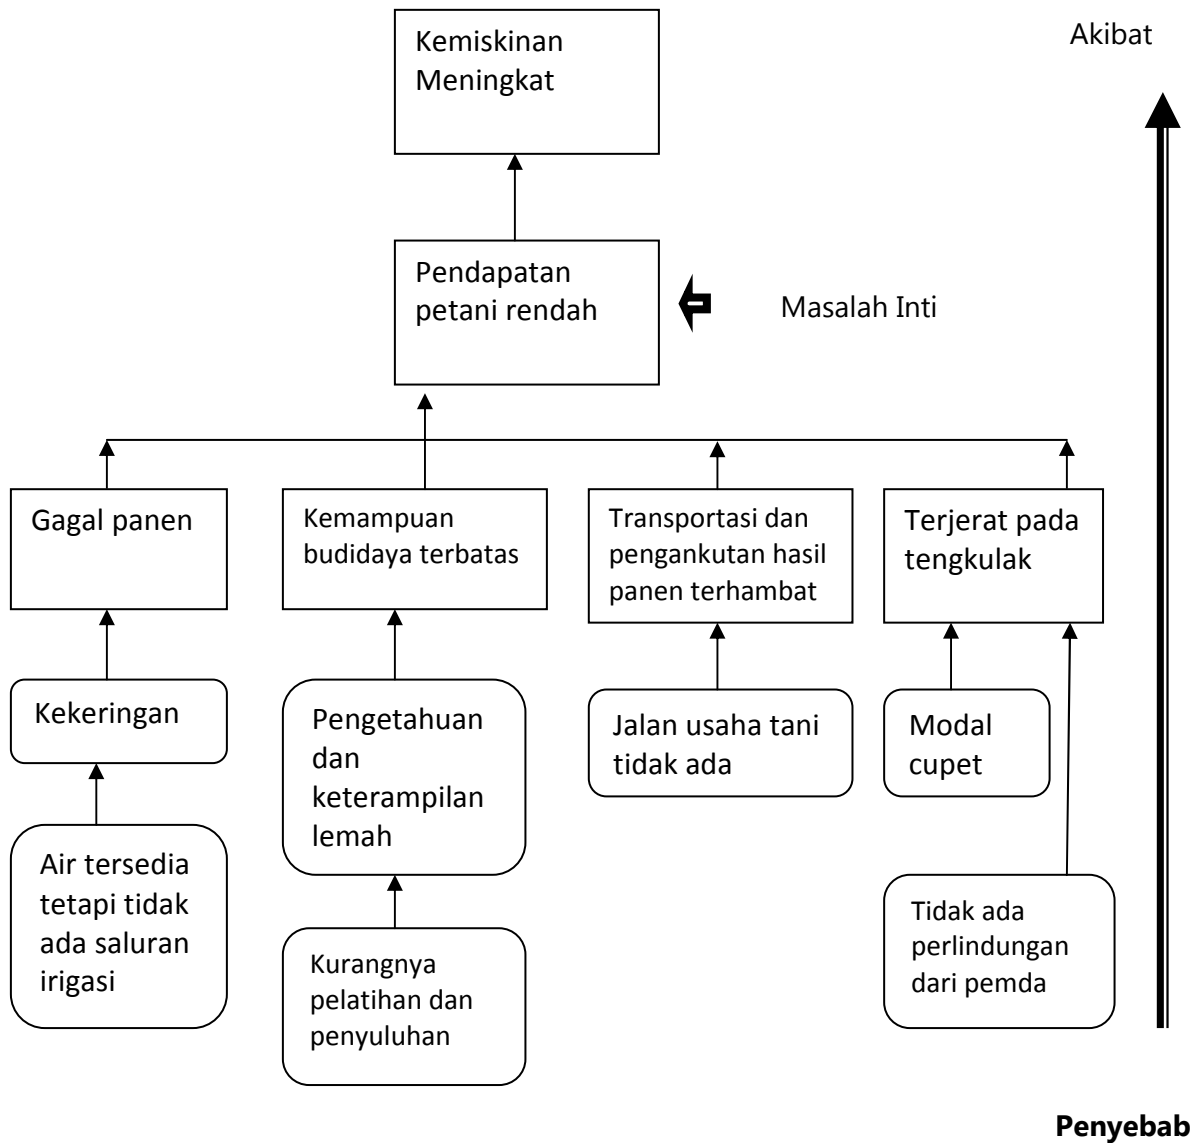 Kemiskinan
Meningkat
Akibat
Pendapatan
petani rendah
Masalah Inti
Gagal panen
Kemampuan
budidaya terbatas
Transportasi dan
pengankutan hasil
panen terhambat
Terjerat pada
tengkulak
Kekeringan
Pengetahuan
dan
keterampilan
lemah
Jalan usaha tani
tidak ada
Modal
cupet
Air tersedia
tetapi tidak
ada saluran
irigasi
Kurangnya
pelatihan dan
penyuluhan
Tidak ada
perlindungan
dari pemda
Penyebab